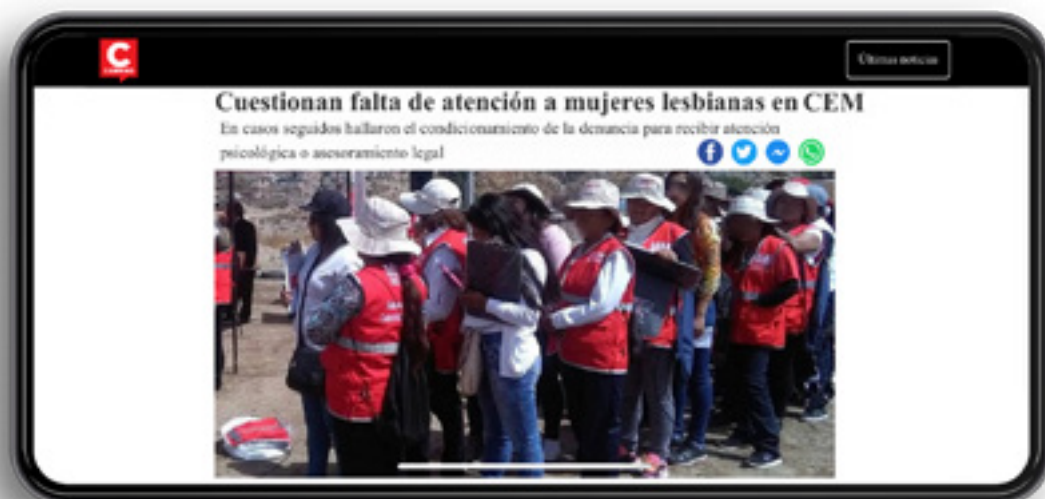 C
CORREO
Últimas noticias
Cuestionan falta de atención a mujeres lesbianas en CEM
En casos seguidos hallaron el condicionamiento de la denuncia para recibir atención
psicológica o asesoramiento legal